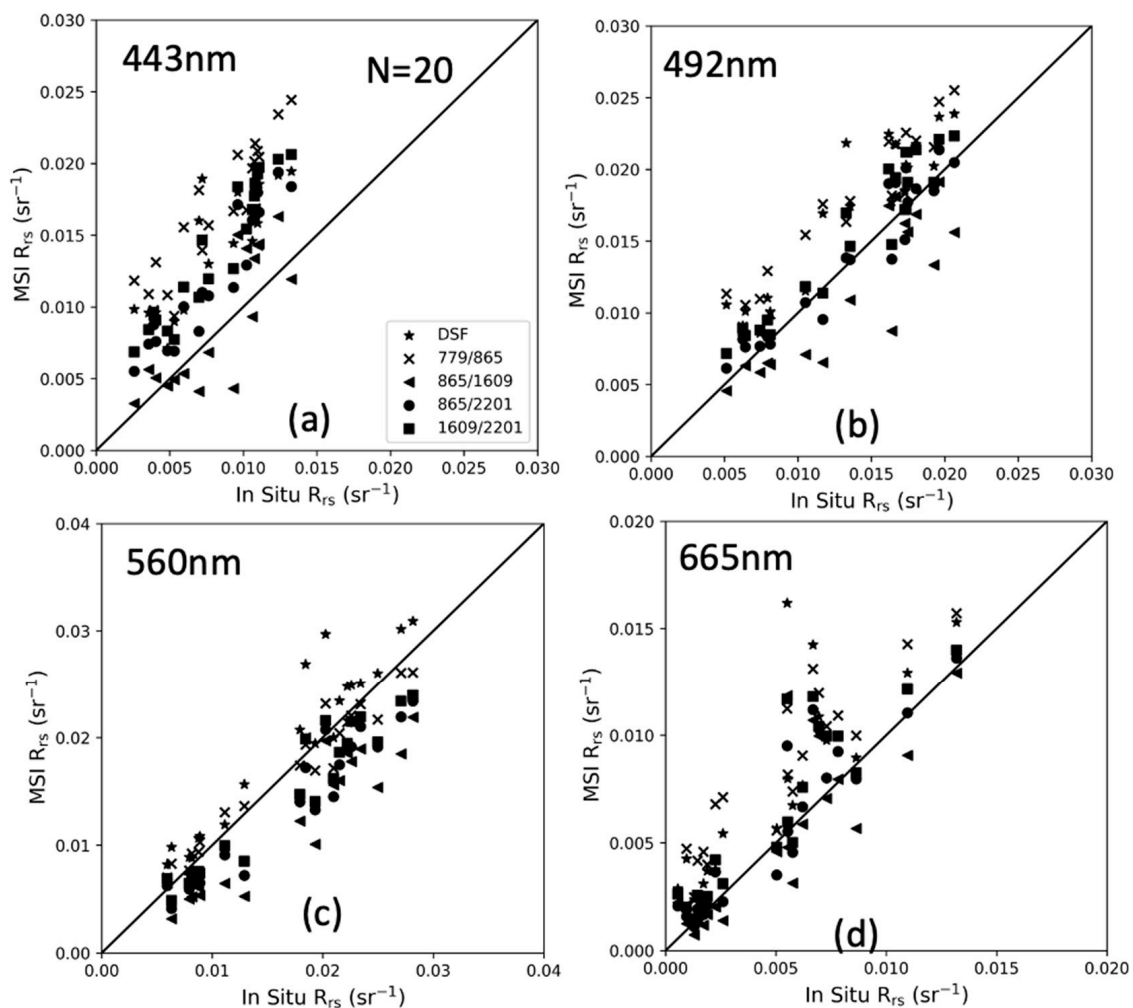 443nm
N=20
0.030
0.025
0.020
0.015
0.010
0.005
0.000
MSI Rrs (sr⁻¹)
DSF
779/865
865/1609
865/2201
1609/2201
(a)
0.000 0.005 0.010 0.015 0.020 0.025 0.030
In Situ Rrs (sr⁻¹)
492nm
0.030
0.025
0.020
0.015
0.010
0.005
0.000
MSI Rrs (sr⁻¹)
(b)
0.000 0.005 0.010 0.015 0.020 0.025 0.030
In Situ Rrs (sr⁻¹)
560nm
0.04
0.03
0.02
0.01
0.00
MSI Rrs (sr⁻¹)
(c)
0.00 0.01 0.02 0.03 0.04
In Situ Rrs (sr⁻¹)
665nm
0.020
0.015
0.010
0.005
0.000
MSI Rrs (sr⁻¹)
(d)
0.000 0.005 0.010 0.015 0.020
In Situ Rrs (sr⁻¹)